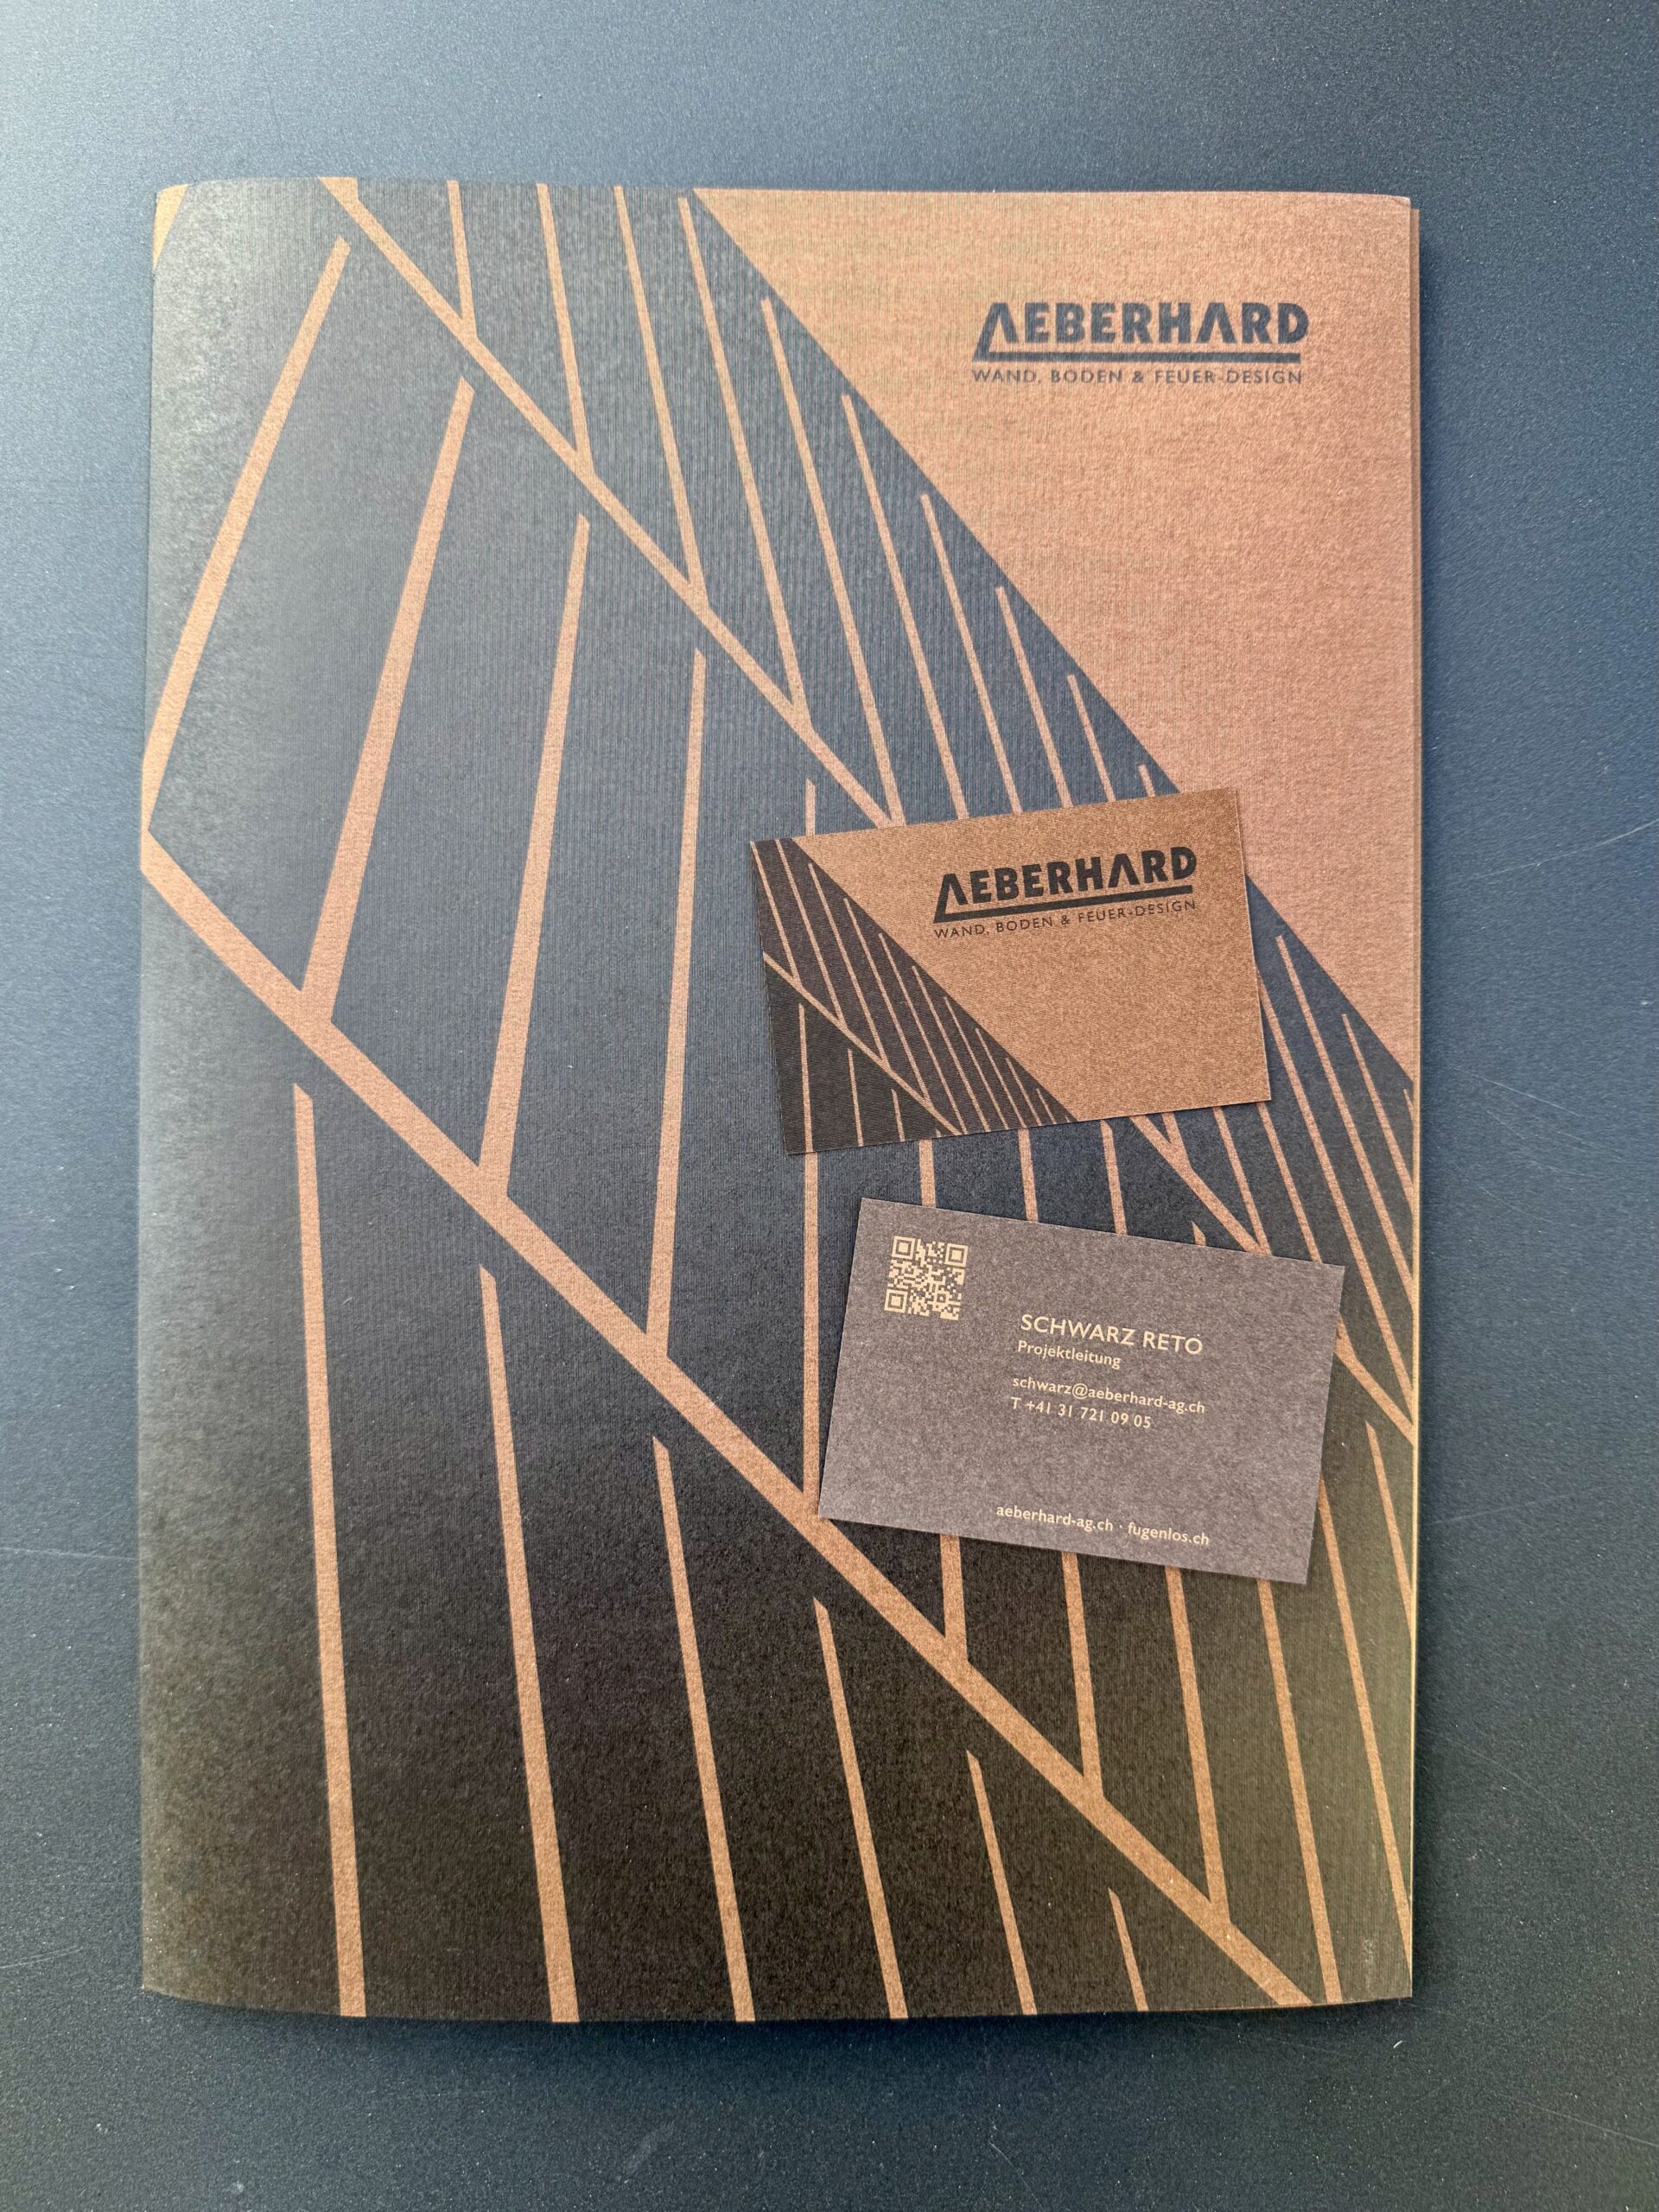 AEBERHARD
WAND, BODEN & FEUER-DESIGN
AEBERHARD
WAND, BODEN & FEUER-DESIGN
SCHWARZ RETO
Projektleitung
schwarz@aeberhard-ag.ch
T +41 31 721 09 05
aeberhard-ag.ch · fugenlos.ch